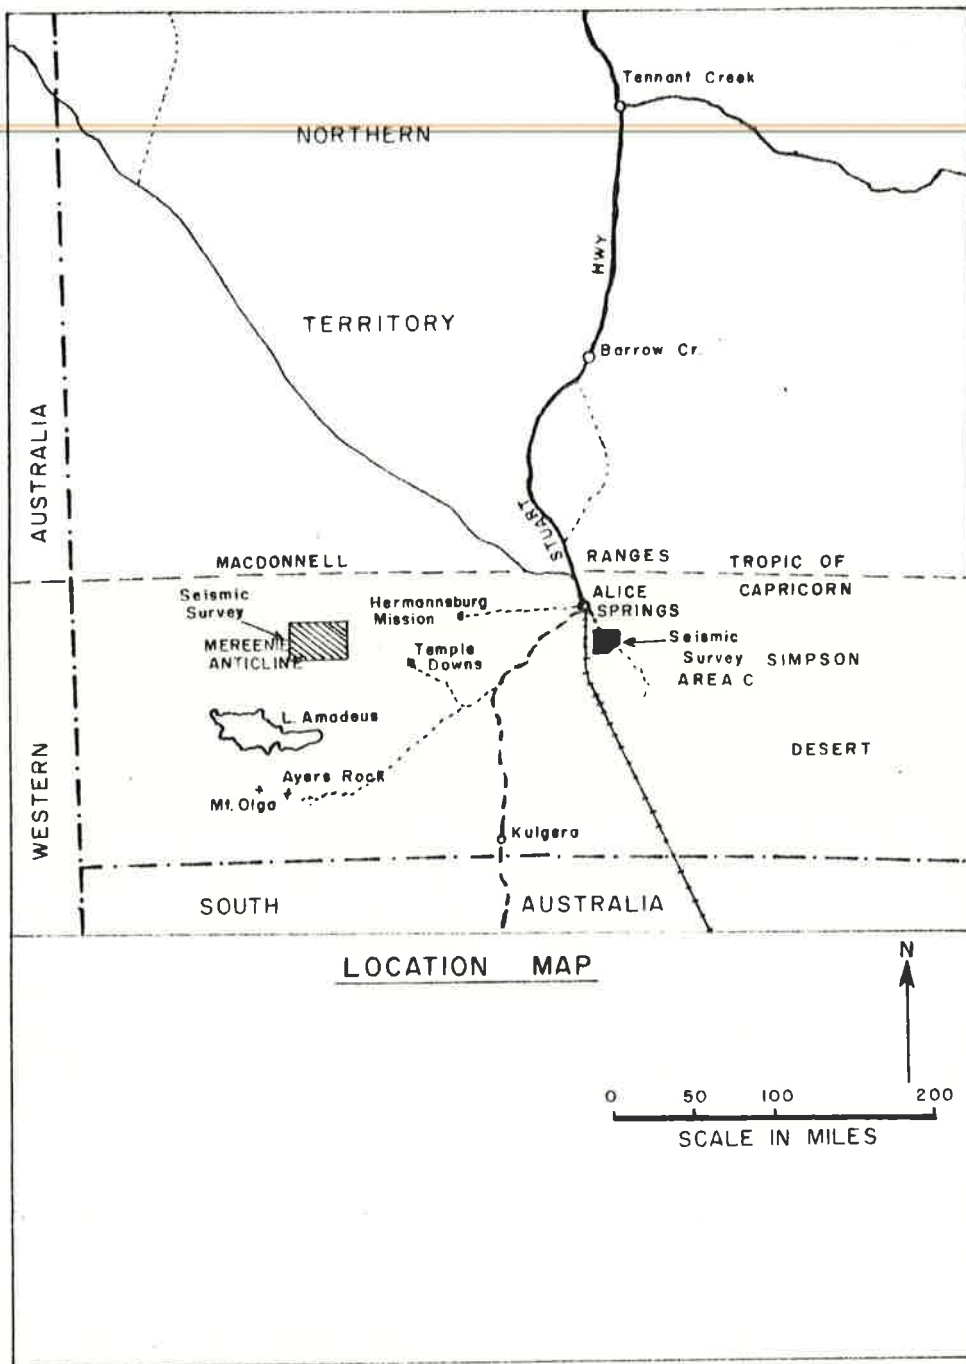 Tennant Creek
NORTHERN
HWY
TERRITORY
Barrow Cr.
AUSTRALIA
STUART
MACDONNELL
RANGES
TROPIC OF
CAPRICORN
Seismic
Survey
Hermannsburg
Mission
ALICE
SPRINGS
MEREENIE
ANTICLINE
Temple
Downs
Seismic
Survey
AREA C
SIMPSON
DESERT
L. Amadeus
Ayers Rock
Mt. Olga
WESTERN
Kulgera
SOUTH
AUSTRALIA
LOCATION MAP
N
0 50 100 200
SCALE IN MILES